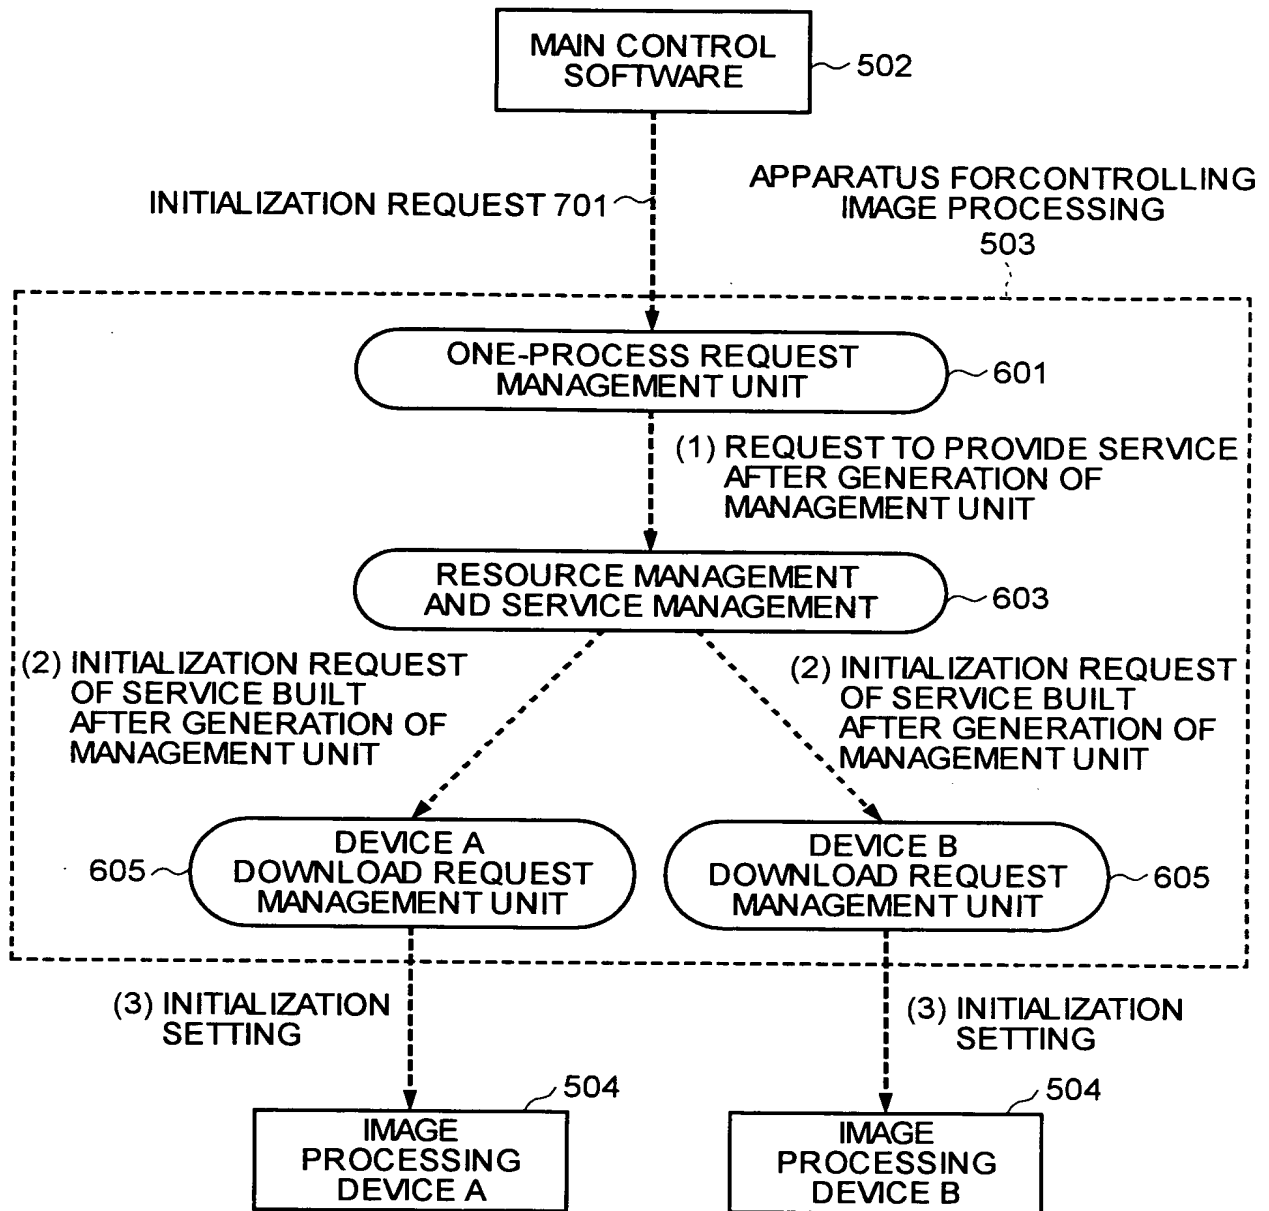 MAIN CONTROL
SOFTWARE
502
INITIALIZATION REQUEST 701
APPARATUS FORCONTROLLING
IMAGE PROCESSING
503
ONE-PROCESS REQUEST
MANAGEMENT UNIT
601
(1) REQUEST TO PROVIDE SERVICE
AFTER GENERATION OF
MANAGEMENT UNIT
RESOURCE MANAGEMENT
AND SERVICE MANAGEMENT
603
(2) INITIALIZATION REQUEST
OF SERVICE BUILT
AFTER GENERATION OF
MANAGEMENT UNIT
(2) INITIALIZATION REQUEST
OF SERVICE BUILT
AFTER GENERATION OF
MANAGEMENT UNIT
605
DEVICE A
DOWNLOAD REQUEST
MANAGEMENT UNIT
DEVICE B
DOWNLOAD REQUEST
MANAGEMENT UNIT
605
(3) INITIALIZATION
SETTING
(3) INITIALIZATION
SETTING
504
IMAGE
PROCESSING
DEVICE A
504
IMAGE
PROCESSING
DEVICE B